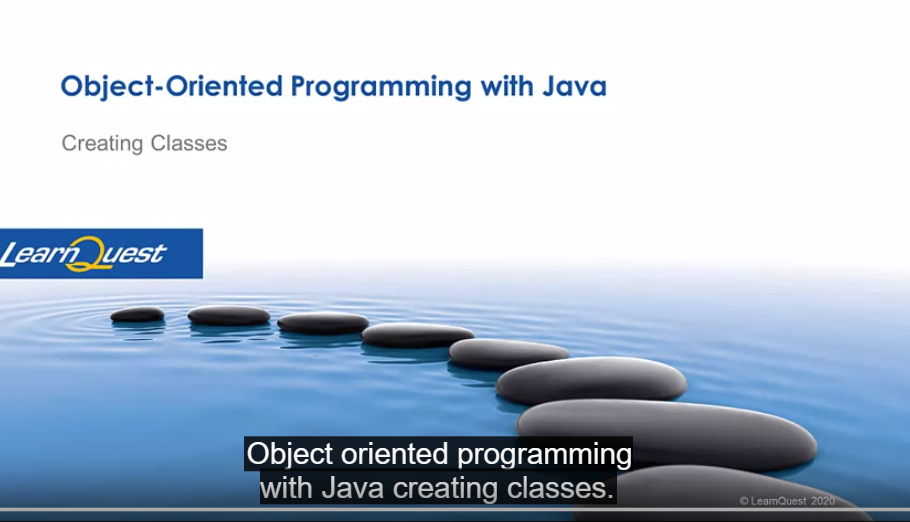 Object-Oriented Programming with Java
Creating Classes
LearnQuest
Object oriented programming
with Java creating classes.
© LearnQuest 2020